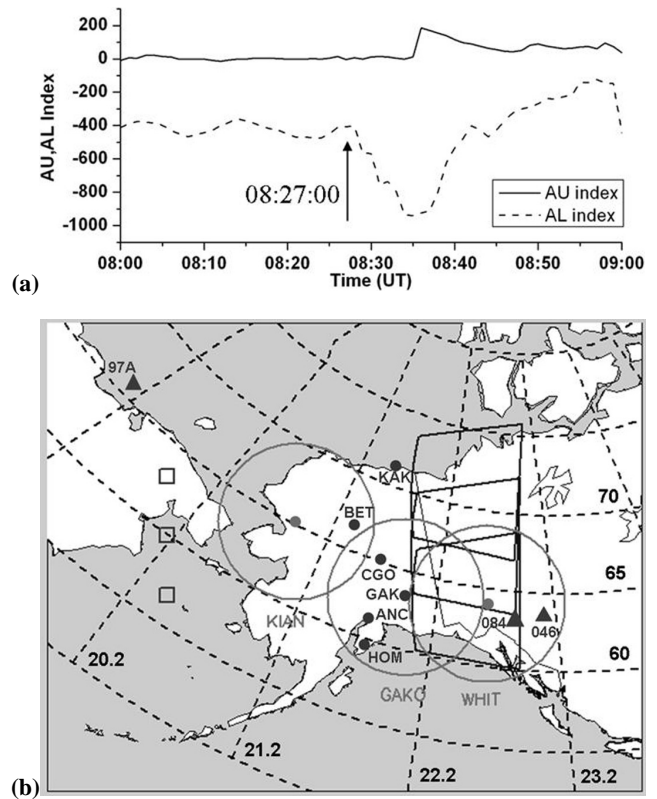 200
0
-200
-400
-600
-800
-1000
AU,AL Index
08:27:00
AU index
AL index
08:00 08:10 08:20 08:30 08:40 08:50 09:00
Time (UT)
(a)
97A
KAK
70
BET
CGO
65
GAK
KIAN
ANC
084
046
HOM
60
GAKO
WHIT
20.2
21.2
22.2
23.2
(b)